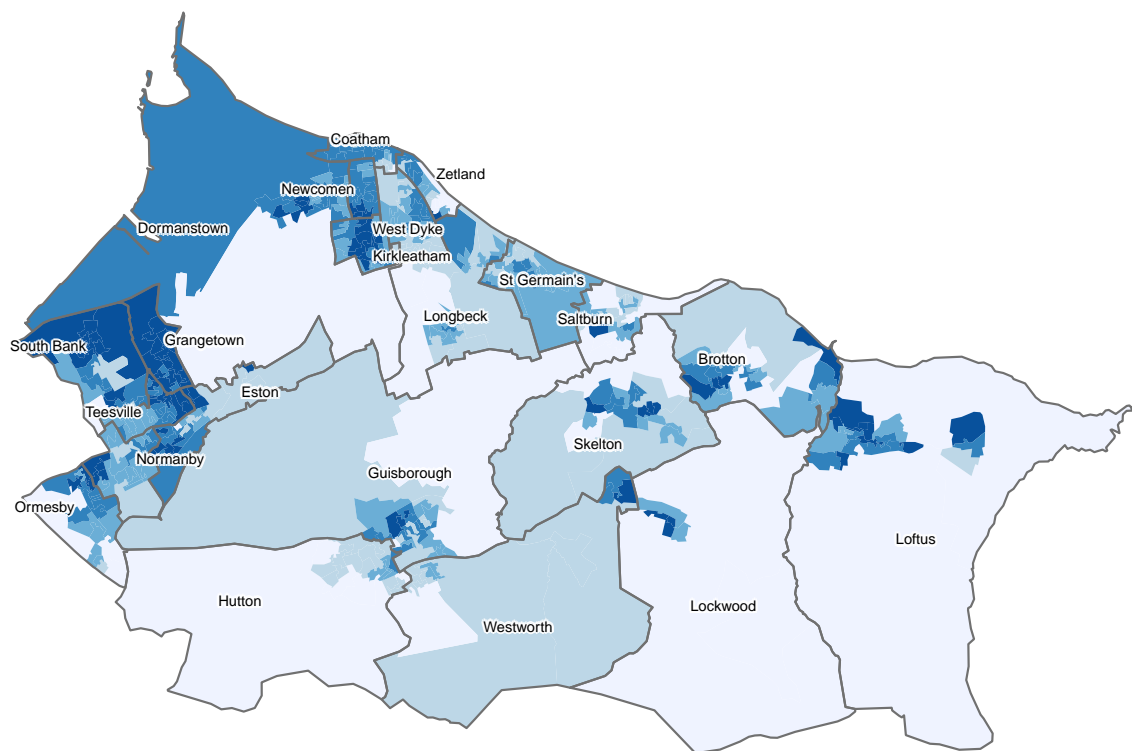 Coatham
Zetland
Newcomen
Dormanstown
West Dyke
Kirkleatham
St Germain's
Longbeck
Saltburn
Grangetown
South Bank
Brotton
Eston
Teesville
Skelton
Normanby
Guisborough
Ormesby
Loftus
Hutton
Lockwood
Westworth